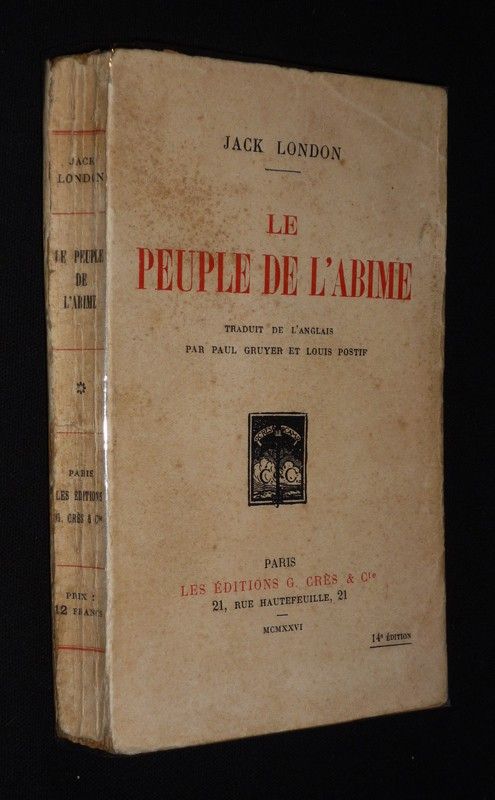 JACK
LONDON
LE PEUPLE
DE
L'ABIME
PARIS
LES ÉDITIONS
G. CRÈS & Cie
PRIX :
12 FRANCS
JACK LONDON
LE
PEUPLE DE L'ABIME
TRADUIT DE L'ANGLAIS
PAR PAUL GRUYER ET LOUIS POSTIF
PARIS
LES ÉDITIONS G. CRÈS & Cie
21, RUE HAUTEFEUILLE, 21
MCMXXVI
14e ÉDITION